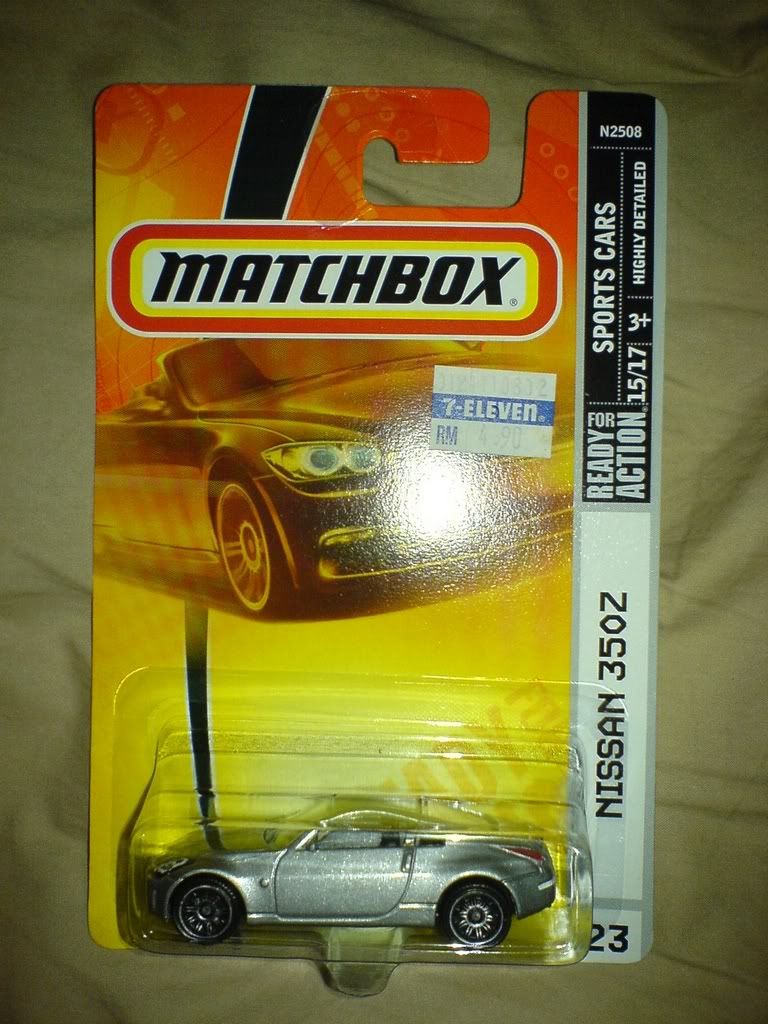 MATCHBOX®
7-ELEVEN®
RM 4.90
N2508
SPORTS CARS
HIGHLY DETAILED
3+
15/17
READY FOR
ACTION®
NISSAN 350Z
23